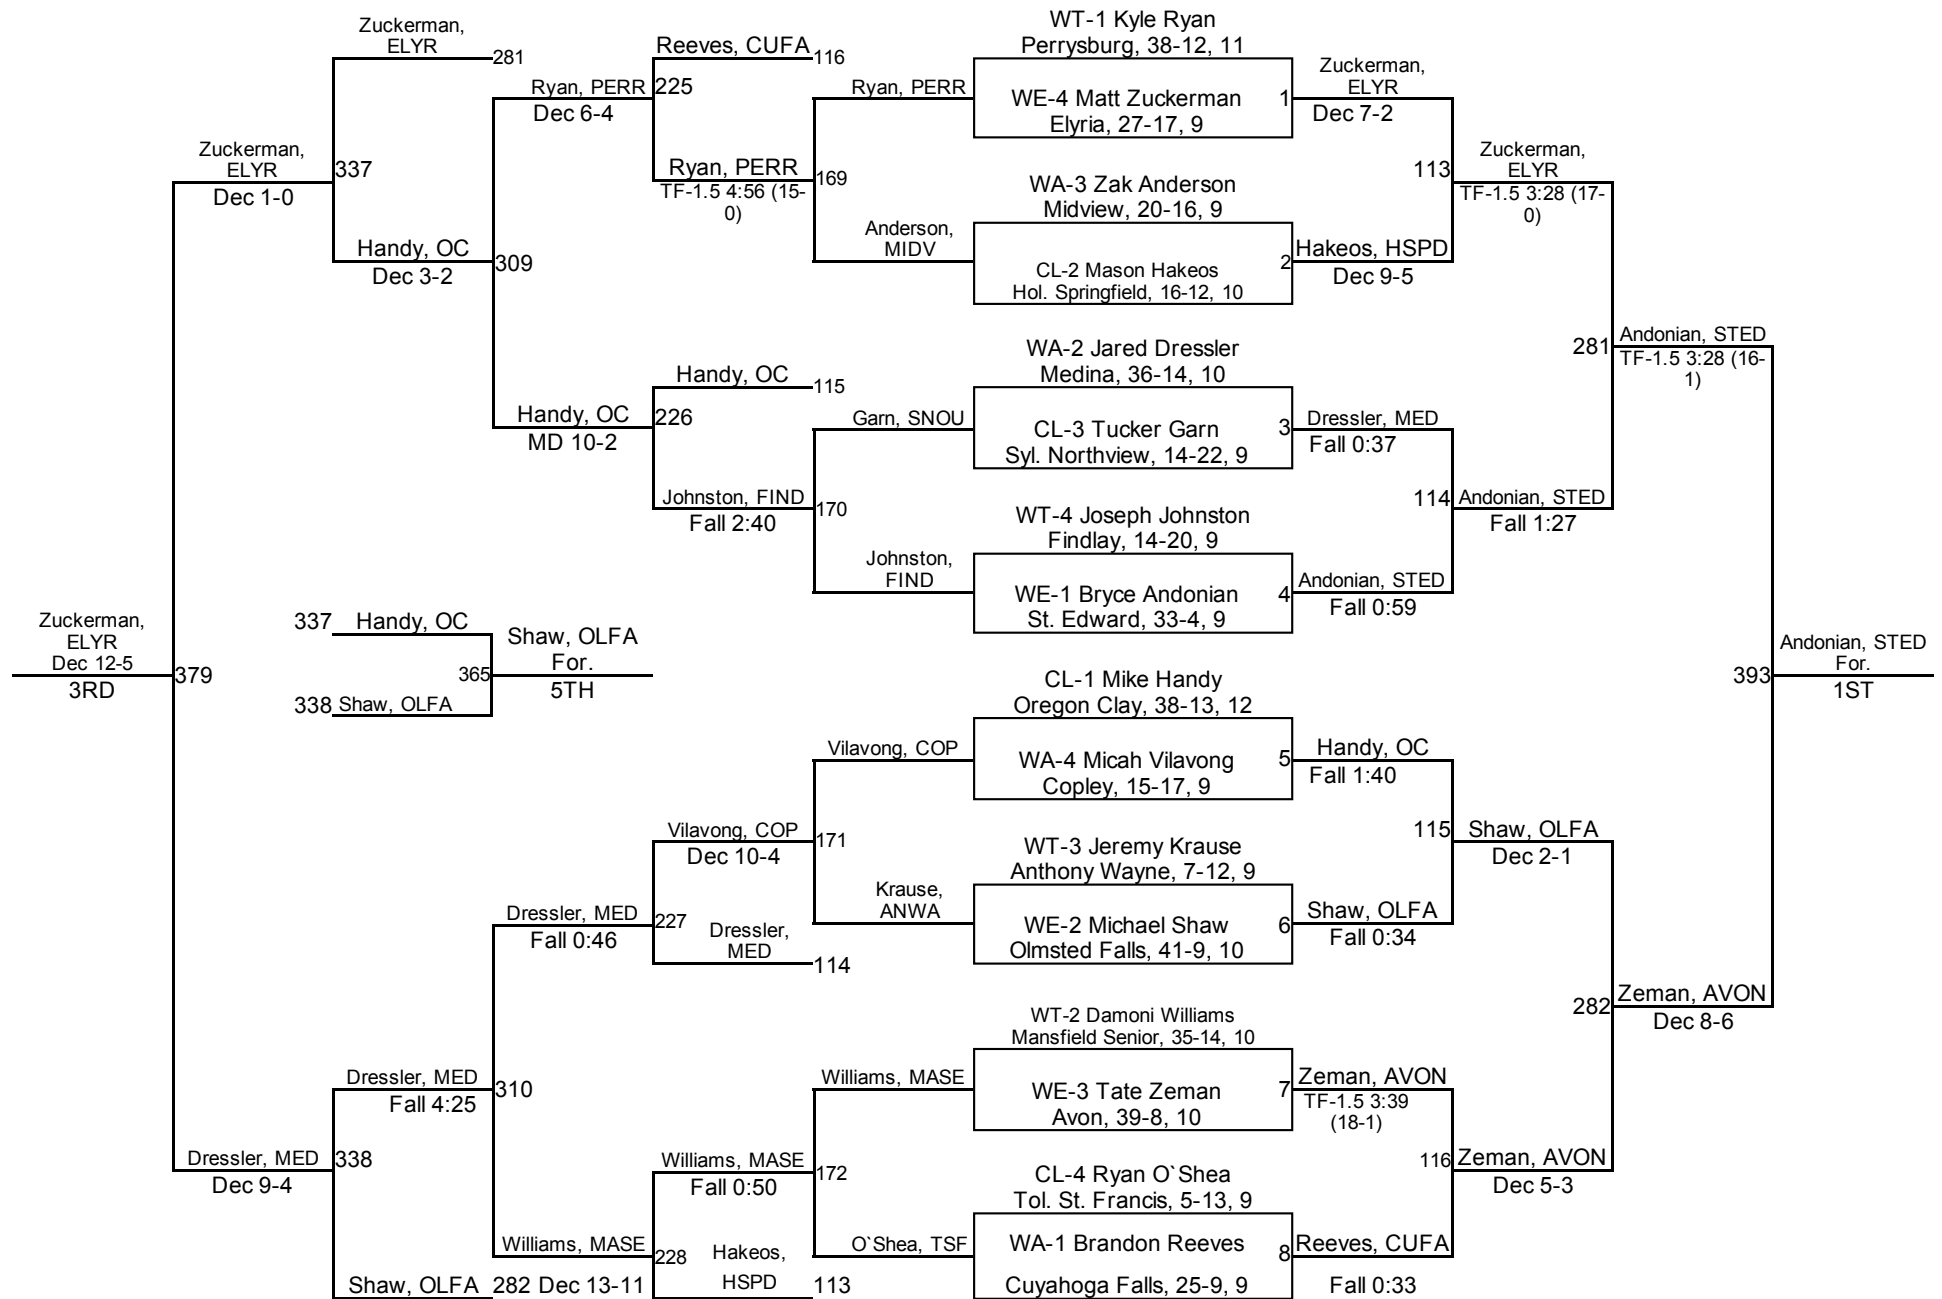 Zuckerman,
ELYR
281
Zuckerman,
ELYR
Dec 1-0
337
Handy, OC
Dec 3-2
309
Ryan, PERR
Dec 6-4
225
Reeves, CUFA
116
Ryan, PERR
TF-1.5 4:56 (15-
0)
169
Ryan, PERR
Anderson,
MIDV
Handy, OC
MD 10-2
226
Handy, OC
115
Johnston, FIND
Fall 2:40
170
Garn, SNOU
Johnston,
FIND
Zuckerman,
ELYR
Dec 12-5
3RD
379
337
Handy, OC
338
Shaw, OLFA
365
Shaw, OLFA
For.
5TH
Dressler, MED
Dec 9-4
338
Dressler, MED
Fall 4:25
310
Shaw, OLFA
282
Dressler, MED
Fall 0:46
227
Vilavong, COP
Dec 10-4
171
Dressler,
MED
114
Vilavong, COP
Krause,
ANWA
Williams, MASE
Dec 13-11
228
Williams, MASE
Fall 0:50
172
Hakeos,
HSPD
113
Williams, MASE
O`Shea, TSF
WT-1 Kyle Ryan
Perrysburg, 38-12, 11
WE-4 Matt Zuckerman
Elyria, 27-17, 9
1
WA-3 Zak Anderson
Midview, 20-16, 9
CL-2 Mason Hakeos
Hol. Springfield, 16-12, 10
2
WA-2 Jared Dressler
Medina, 36-14, 10
CL-3 Tucker Garn
Syl. Northview, 14-22, 9
3
WT-4 Joseph Johnston
Findlay, 14-20, 9
WE-1 Bryce Andonian
St. Edward, 33-4, 9
4
CL-1 Mike Handy
Oregon Clay, 38-13, 12
WA-4 Micah Vilavong
Copley, 15-17, 9
5
WT-3 Jeremy Krause
Anthony Wayne, 7-12, 9
WE-2 Michael Shaw
Olmsted Falls, 41-9, 10
6
WT-2 Damoni Williams
Mansfield Senior, 35-14, 10
WE-3 Tate Zeman
Avon, 39-8, 10
7
CL-4 Ryan O`Shea
Tol. St. Francis, 5-13, 9
WA-1 Brandon Reeves
Cuyahoga Falls, 25-9, 9
8
Zuckerman,
ELYR
Dec 7-2
113
Hakeos, HSPD
Dec 9-5
Zuckerman,
ELYR
TF-1.5 3:28 (17-
0)
Dressler, MED
Fall 0:37
114
Andonian, STED
Fall 0:59
Andonian, STED
Fall 1:27
281
Andonian, STED
TF-1.5 3:28 (16-
1)
Handy, OC
Fall 1:40
115
Shaw, OLFA
Fall 0:34
Shaw, OLFA
Dec 2-1
Zeman, AVON
TF-1.5 3:39
(18-1)
116
Reeves, CUFA
Fall 0:33
Zeman, AVON
Dec 5-3
282
Zeman, AVON
Dec 8-6
393
Andonian, STED
For.
1ST